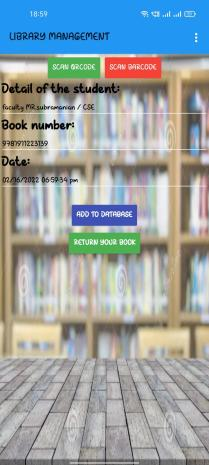 18:59
LIBRARY MANAGEMENT
SCAN QRCODE SCAN BARCODE
Detail of the student:
faculty MR.subramanian / CSE
Book number:
9781911223139
Date:
02/16/2022 06:59:34 pm
ADD TO DATABASE
RETURN YOUR BOOK